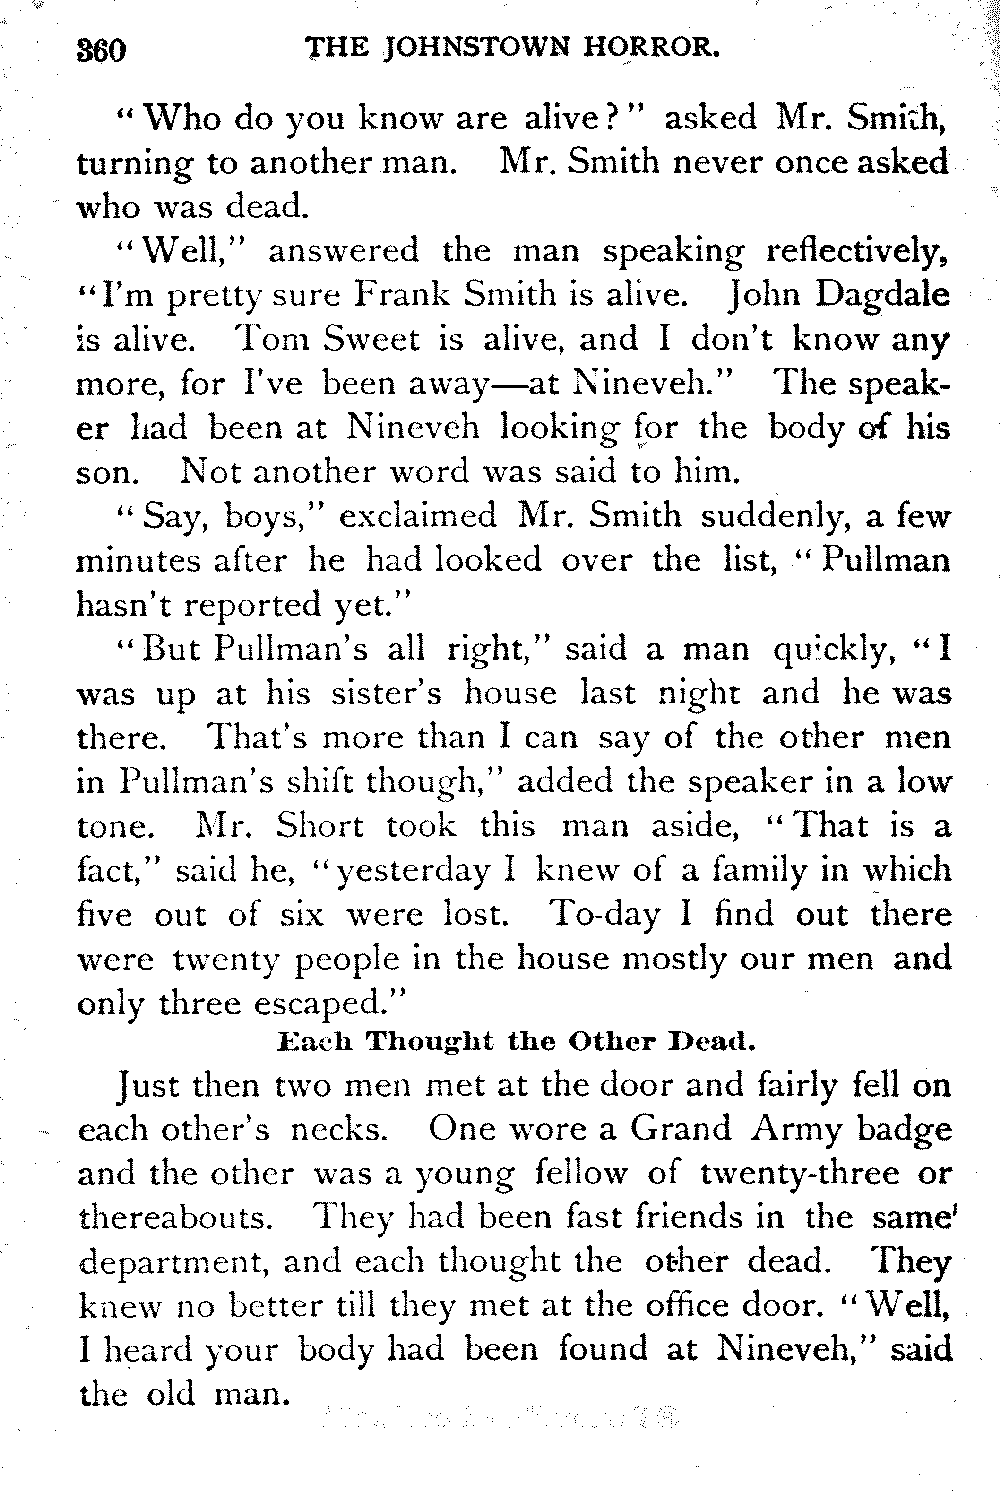 360 THE JOHNSTOWN HORROR.
“Who do you know are alive?” asked Mr. Smith,
turning to another man. Mr. Smith never once asked
who was dead.
“Well,” answered the man speaking reflectively,
“I'm pretty sure Frank Smith is alive. John Dagdale
is alive. Tom Sweet is alive, and I don't know any
more, for I've been away—at Nineveh.” The speak-
er had been at Nineveh looking for the body of his
son. Not another word was said to him.
“Say, boys,” exclaimed Mr. Smith suddenly, a few
minutes after he had looked over the list, “Pullman
hasn't reported yet.”
“But Pullman's all right,” said a man quickly, “I
was up at his sister's house last night and he was
there. That's more than I can say of the other men
in Pullman's shift though,” added the speaker in a low
tone. Mr. Short took this man aside, “That is a
fact,” said he, “yesterday I knew of a family in which
five out of six were lost. To-day I find out there
were twenty people in the house mostly our men and
only three escaped.”
Each Thought the Other Dead.
Just then two men met at the door and fairly fell on
each other's necks. One wore a Grand Army badge
and the other was a young fellow of twenty-three or
thereabouts. They had been fast friends in the same
department, and each thought the other dead. They
knew no better till they met at the office door. “Well,
I heard your body had been found at Nineveh,” said
the old man.